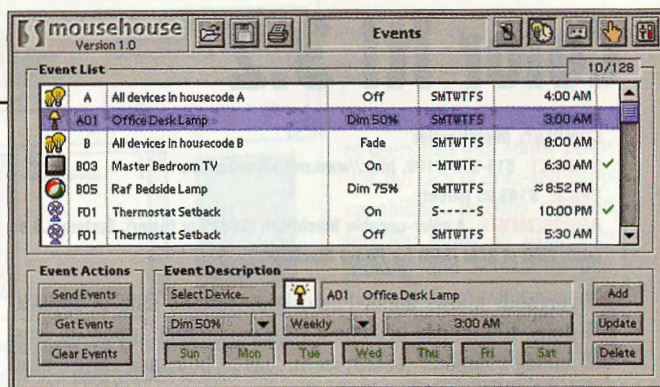 mousehouse
Version 1.0
Events
Event List
10/128
A All devices in housecode A Off SMTWTFS 4:00 AM
A01 Office Desk Lamp Dim 50% SMTWTFS 3:00 AM
B All devices in housecode B Fade SMTWTFS 8:00 AM
B03 Master Bedroom TV On -MTWTF- 6:30 AM ✓
B05 Raf Bedside Lamp Dim 75% SMTWTFS ≈ 8:52 PM
F01 Thermostat Setback On S-----S 10:00 PM ✓
F01 Thermostat Setback Off SMTWTFS 5:30 AM
Event Actions
Send Events
Get Events
Clear Events
Event Description
Select Device... A01 Office Desk Lamp Add
Dim 50% Weekly 3:00 AM Update
Sun Mon Tue Wed Thu Fri Sat Delete